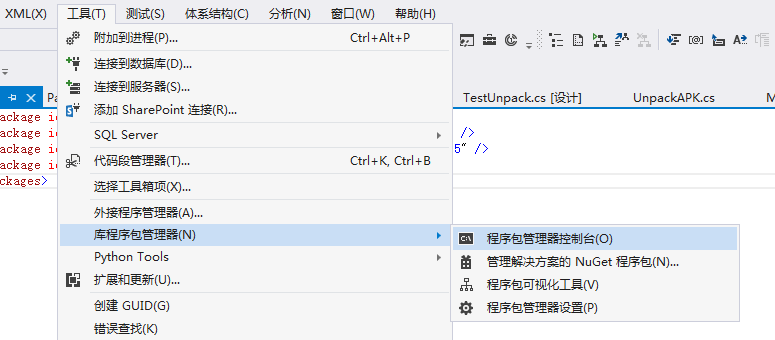 XML(X) 工具(T) 测试(S) 体系结构(C) 分析(N) 窗口(W) 帮助(H)
附加到进程(P)... Ctrl+Alt+P
连接到数据库(D)...
连接到服务器(S)...
添加 SharePoint 连接(R)...
SQL Server
代码段管理器(T)... Ctrl+K, Ctrl+B
选择工具箱项(X)...
外接程序管理器(A)...
库程序包管理器(N)
Python Tools
扩展和更新(U)...
创建 GUID(G)
错误查找(K)
程序包管理器控制台(O)
管理解决方案的 NuGet 程序包(N)...
程序包可视化工具(V)
程序包管理器设置(P)
Pa TestUnpack.cs [设计] UnpackAPK.cs M
ackage id />
ackage id 5" />
ackage id
ackage id
ckages>